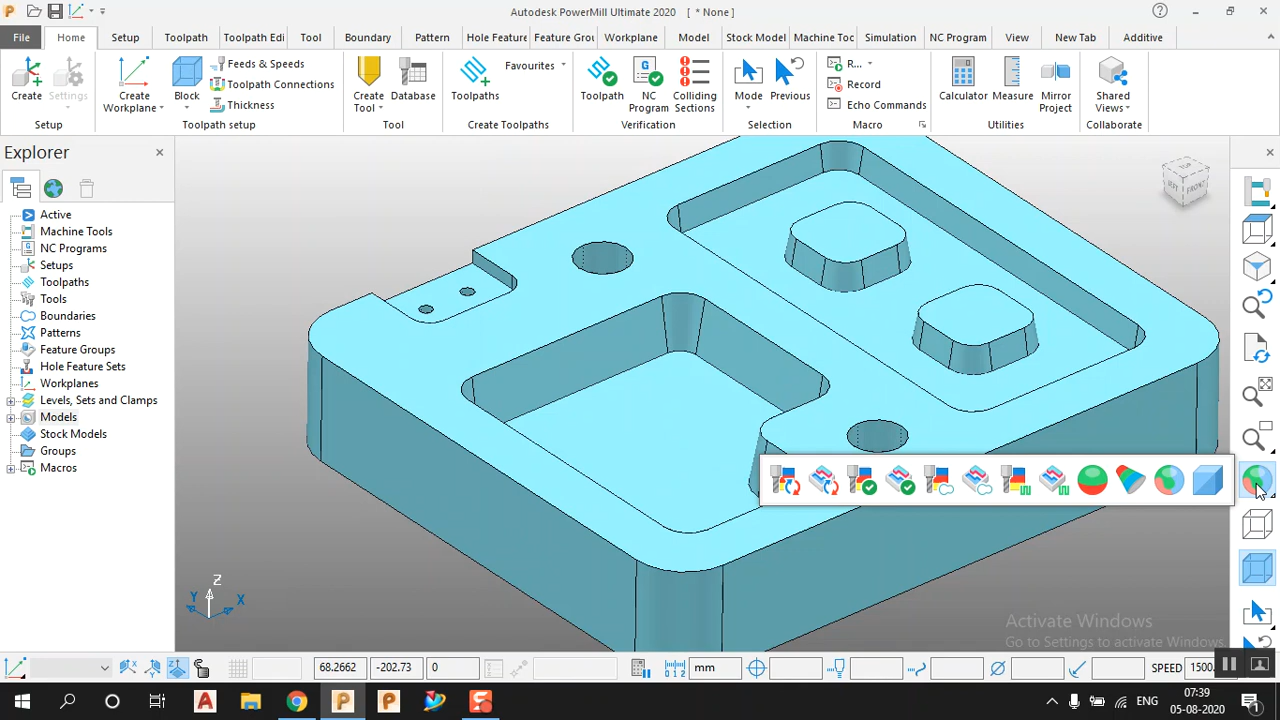 Autodesk PowerMill Ultimate 2020 [ * None ]
File Home Setup Toolpath Toolpath Edi Tool Boundary Pattern Hole Feature Feature Grou Workplane Model Stock Model Machine Toc Simulation NC Program View New Tab Additive
Create
Settings
Setup
Create Workplane
Block
Feeds & Speeds
Toolpath Connections
Thickness
Toolpath setup
Create Tool
Database
Tool
Toolpaths
Favourites
Create Toolpaths
Toolpath
NC Program
Colliding Sections
Verification
Mode
Previous
Selection
R...
Record
Echo Commands
Macro
Calculator
Measure
Mirror Project
Utilities
Shared Views
Collaborate
Explorer
Active
Machine Tools
NC Programs
Setups
Toolpaths
Tools
Boundaries
Patterns
Feature Groups
Hole Feature Sets
Workplanes
Levels, Sets and Clamps
Models
Stock Models
Groups
Macros
TOP
LEFT
FRONT
Z
Y
X
Activate Windows
Go to Settings to activate Windows.
68.2662 -202.73 0 mm SPEED 1500.
ENG
07:39
05-08-2020